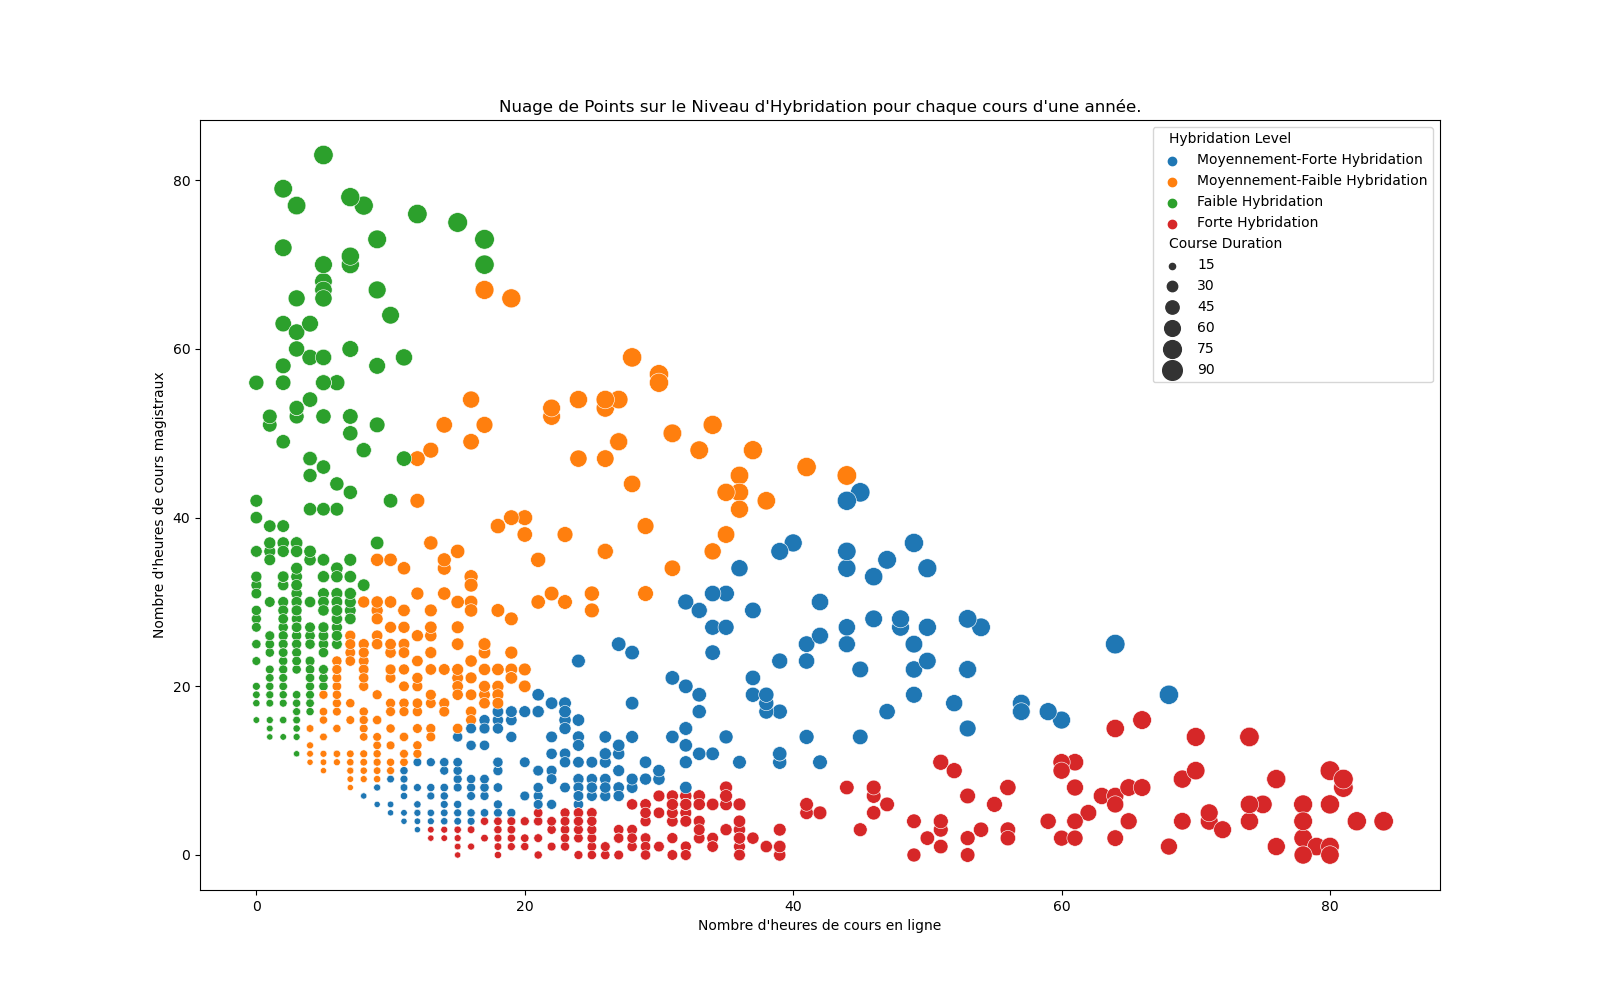 Nuage de Points sur le Niveau d'Hybridation pour chaque cours d'une année.
Hybridation Level
Moyennement-Forte Hybridation
Moyennement-Faible Hybridation
Faible Hybridation
Forte Hybridation
Course Duration
15
30
45
60
75
90
Nombre d'heures de cours magistraux
80
60
40
20
0
0 20 40 60 80
Nombre d'heures de cours en ligne